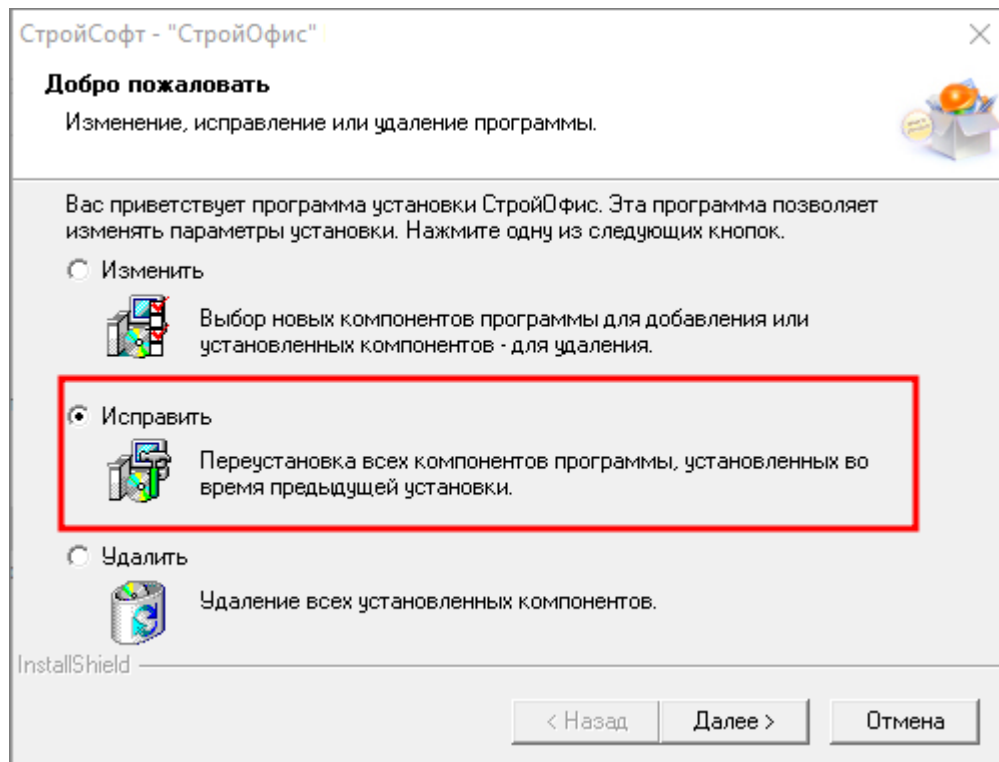 СтройСофт - "СтройОфис"
Добро пожаловать
Изменение, исправление или удаление программы.
Вас приветствует программа установки СтройОфис. Эта программа позволяет
изменять параметры установки. Нажмите одну из следующих кнопок.
Изменить
Выбор новых компонентов программы для добавления или
установленных компонентов - для удаления.
Исправить
Переустановка всех компонентов программы, установленных во
время предыдущей установки.
Удалить
Удаление всех установленных компонентов.
InstallShield
< Назад
Далее >
Отмена